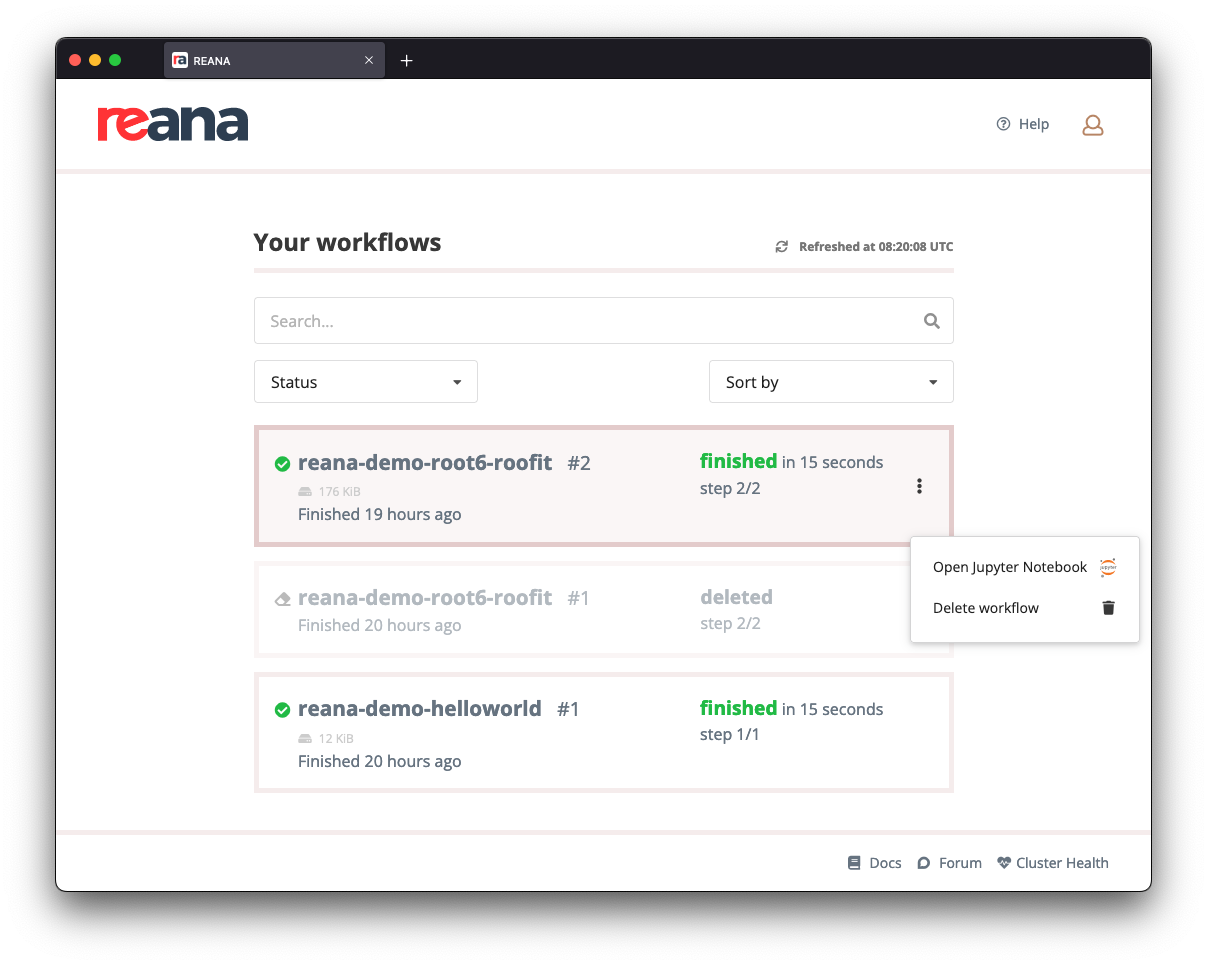 ra REANA
reana
Help
Your workflows
Refreshed at 08:20:08 UTC
Search...
Status
Sort by
reana-demo-root6-roofit #2
finished in 15 seconds
176 KiB
step 2/2
Finished 19 hours ago
Open Jupyter Notebook jupyter
Delete workflow
reana-demo-root6-roofit #1
deleted
Finished 20 hours ago
step 2/2
reana-demo-helloworld #1
finished in 15 seconds
12 KiB
step 1/1
Finished 20 hours ago
Docs
Forum
Cluster Health